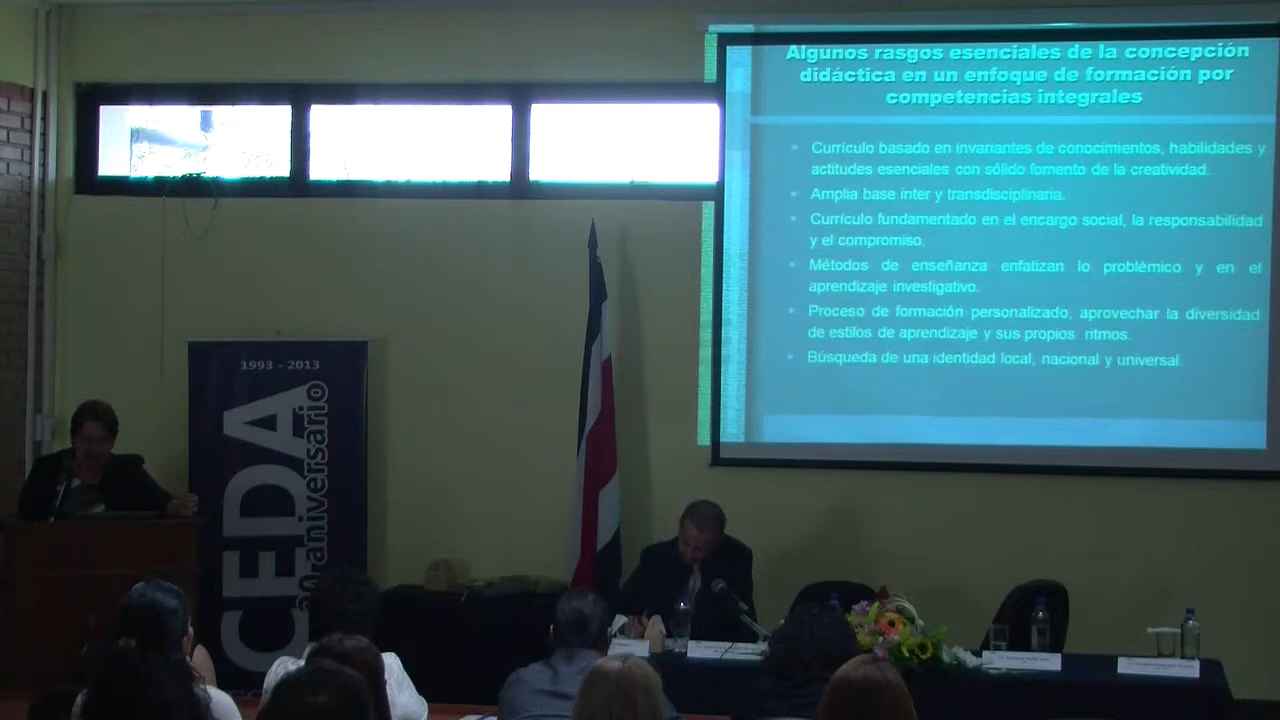 Algunos rasgos esenciales de la concepción
didáctica en un enfoque de formación por
competencias integrales
Currículo basado en invariantes de conocimientos, habilidades y
actitudes esenciales con sólido fomento de la creatividad.
Amplia base inter y transdisciplinaria.
Currículo fundamentado en el encargo social, la responsabilidad
y el compromiso.
Métodos de enseñanza enfatizan lo problémico y en el
aprendizaje investigativo.
Proceso de formación personalizado, aprovechar la diversidad
de estilos de aprendizaje y sus propios ritmos.
Búsqueda de una identidad local, nacional y universal.
1993 - 2013
CEDA
20 aniversario